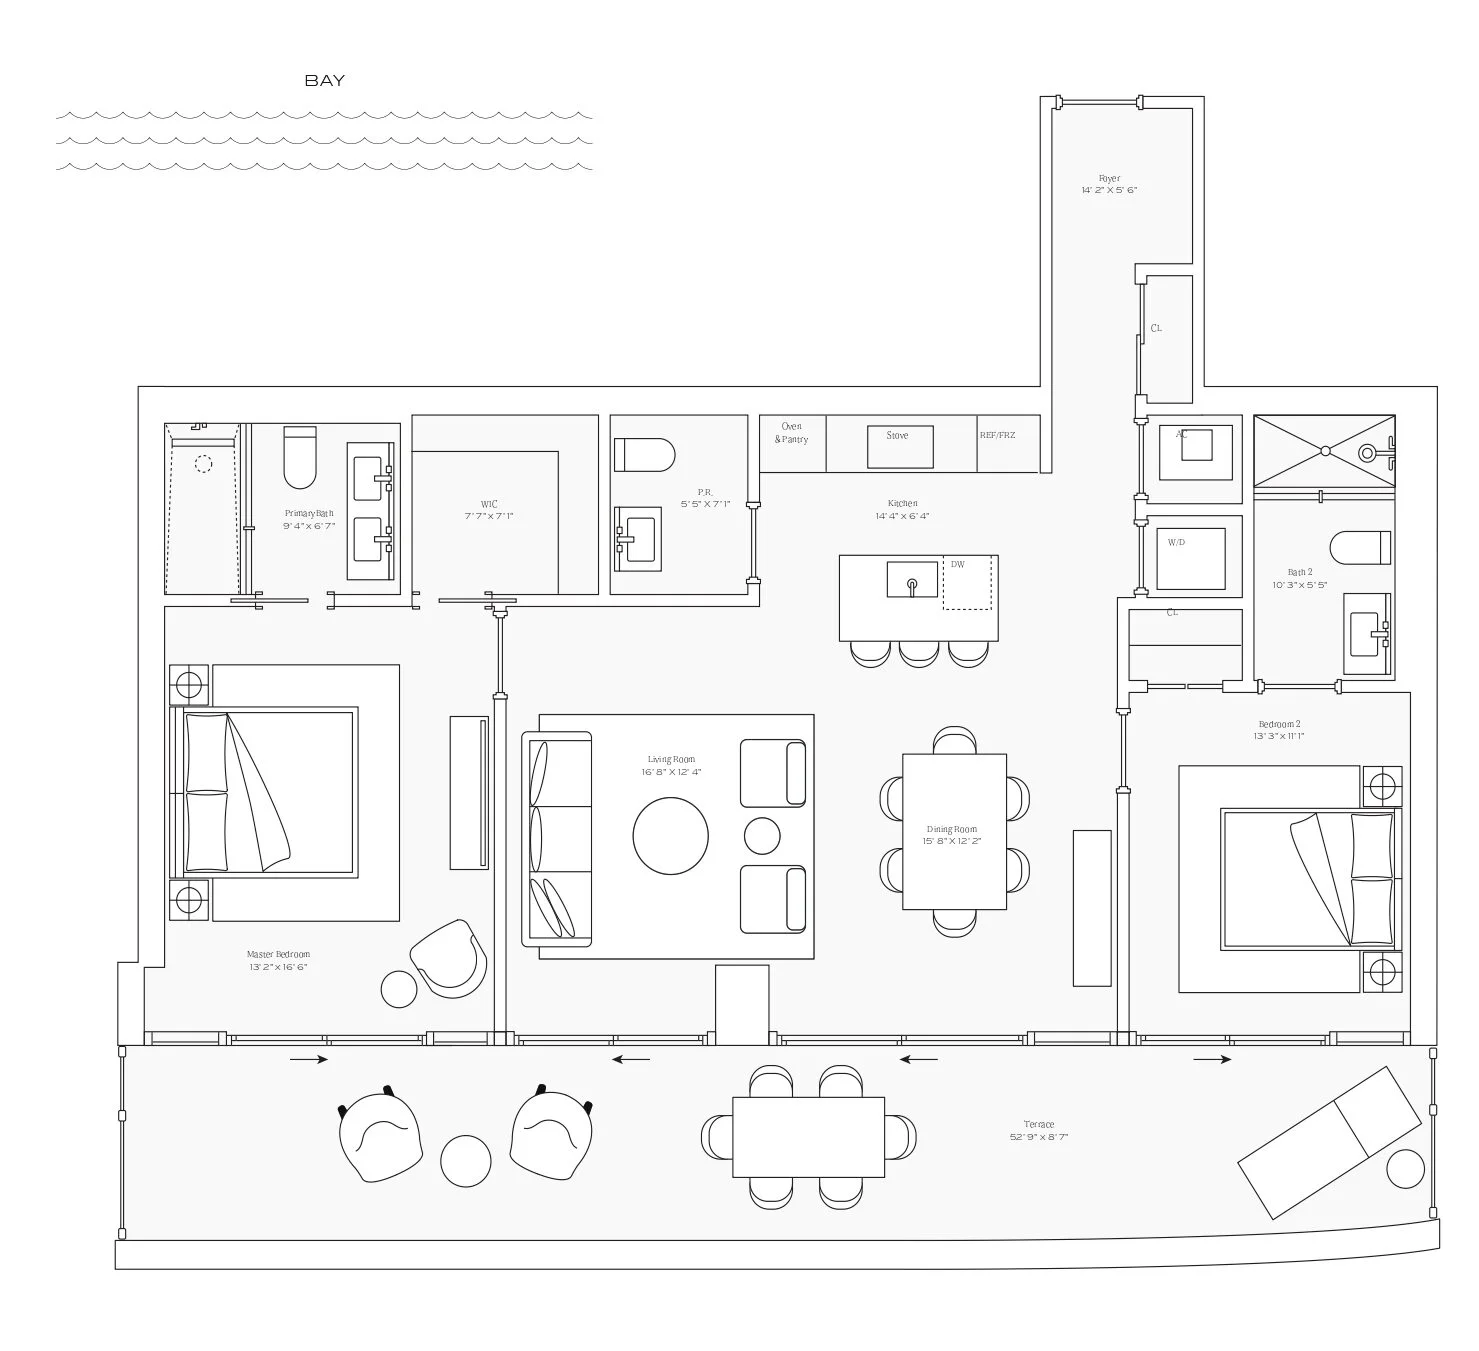 BAY
Foyer
14' 2" X 5' 6"
CL
Oven
& Pantry
Stove
REF/FRZ
AC
Primary Bath
9' 4" x 6' 7"
WIC
7' 7" x 7' 1"
P.R.
5' 5" X 7' 1"
Kitchen
14' 4" x 6' 4"
W/D
DW
Bath 2
10' 3" x 5' 5"
CL
Bedroom 2
13' 3" x 11' 1"
Living Room
16' 8" X 12' 4"
Dining Room
15' 8" X 12' 2"
Master Bedroom
13' 2" x 16' 6"
Terrace
52' 9" x 8' 7"